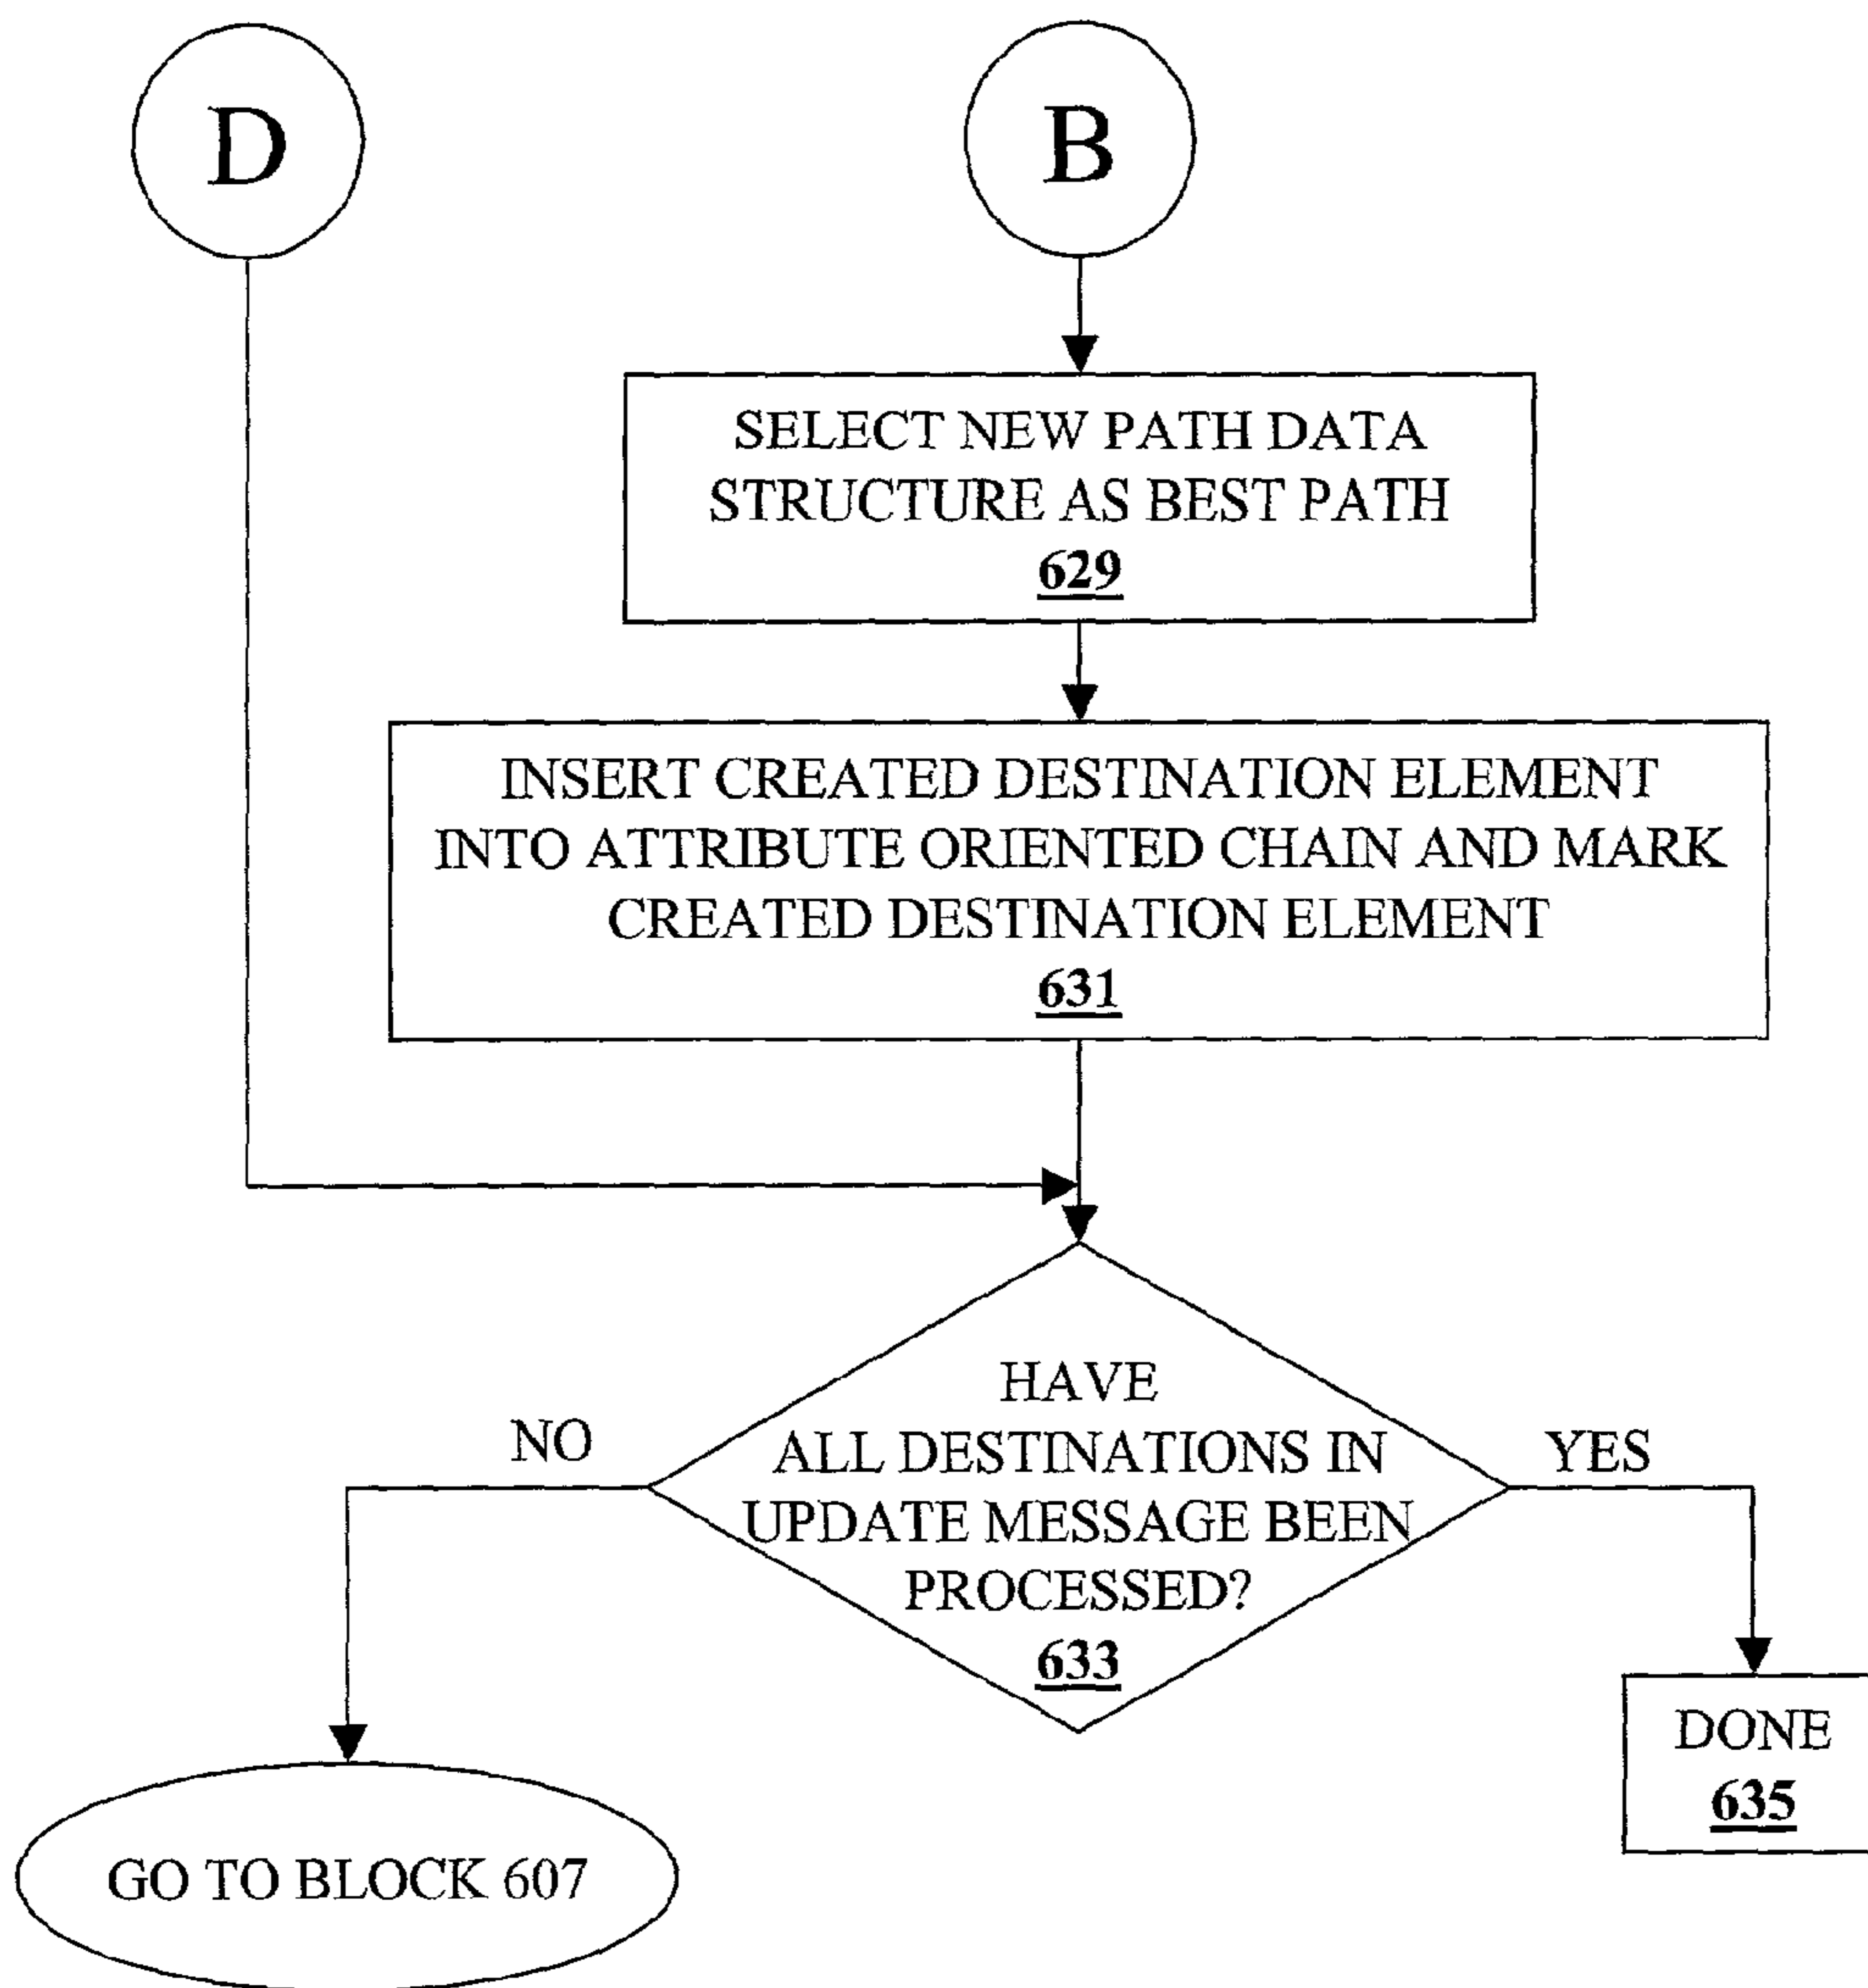 D
B
SELECT NEW PATH DATA
STRUCTURE AS BEST PATH
629
INSERT CREATED DESTINATION ELEMENT
INTO ATTRIBUTE ORIENTED CHAIN AND MARK
CREATED DESTINATION ELEMENT
631
HAVE
ALL DESTINATIONS IN
UPDATE MESSAGE BEEN
PROCESSED?
633
NO
YES
GO TO BLOCK 607
DONE
635